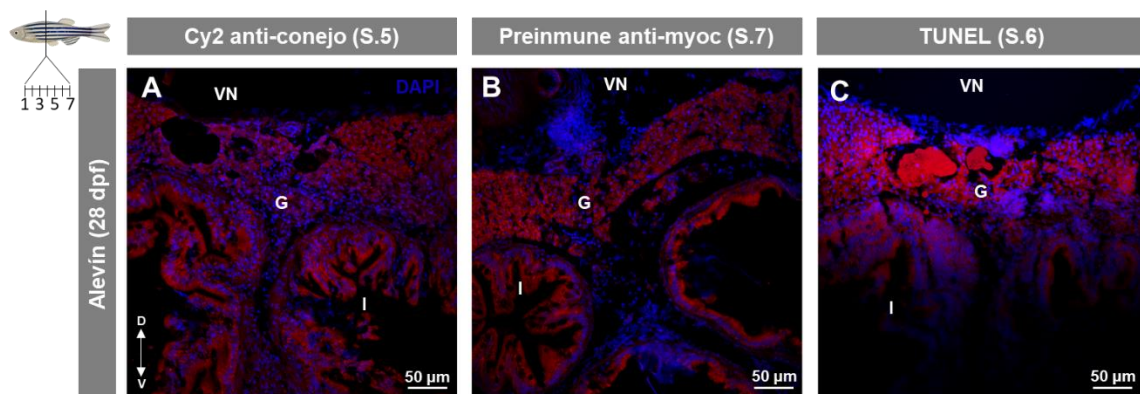 Cy2 anti-conejo (S.5)
Preinmune anti-myoc (S.7)
TUNEL (S.6)
1 3 5 7
Alevín (28 dpf)
A
VN
DAPI
G
I
D
V
50 µm
B
VN
G
I
50 µm
C
VN
G
I
50 µm